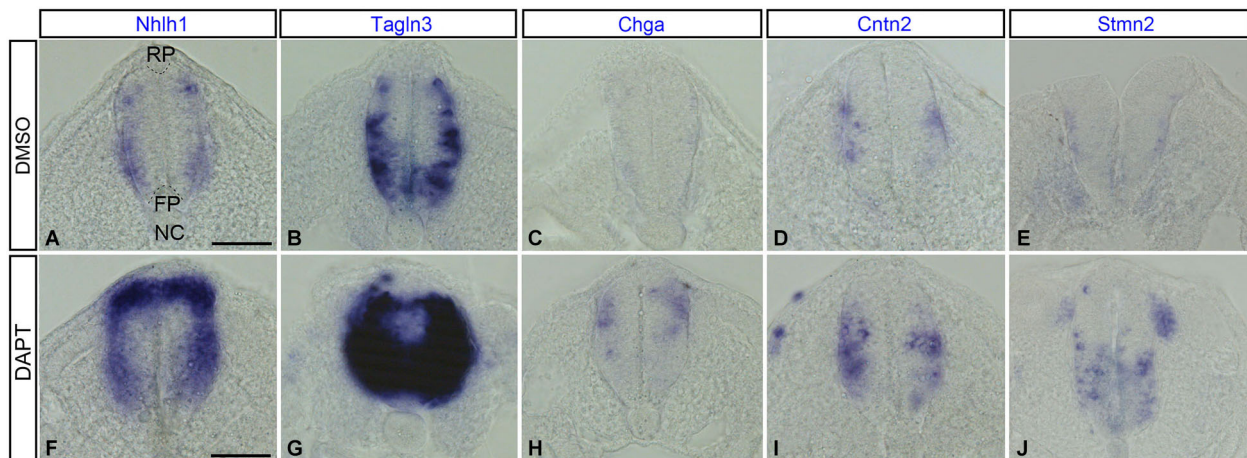 Nhlh1 Tagln3 Chga Cntn2 Stmn2
DMSO
RP
FP
NC
A B C D E
DAPT
F G H I J